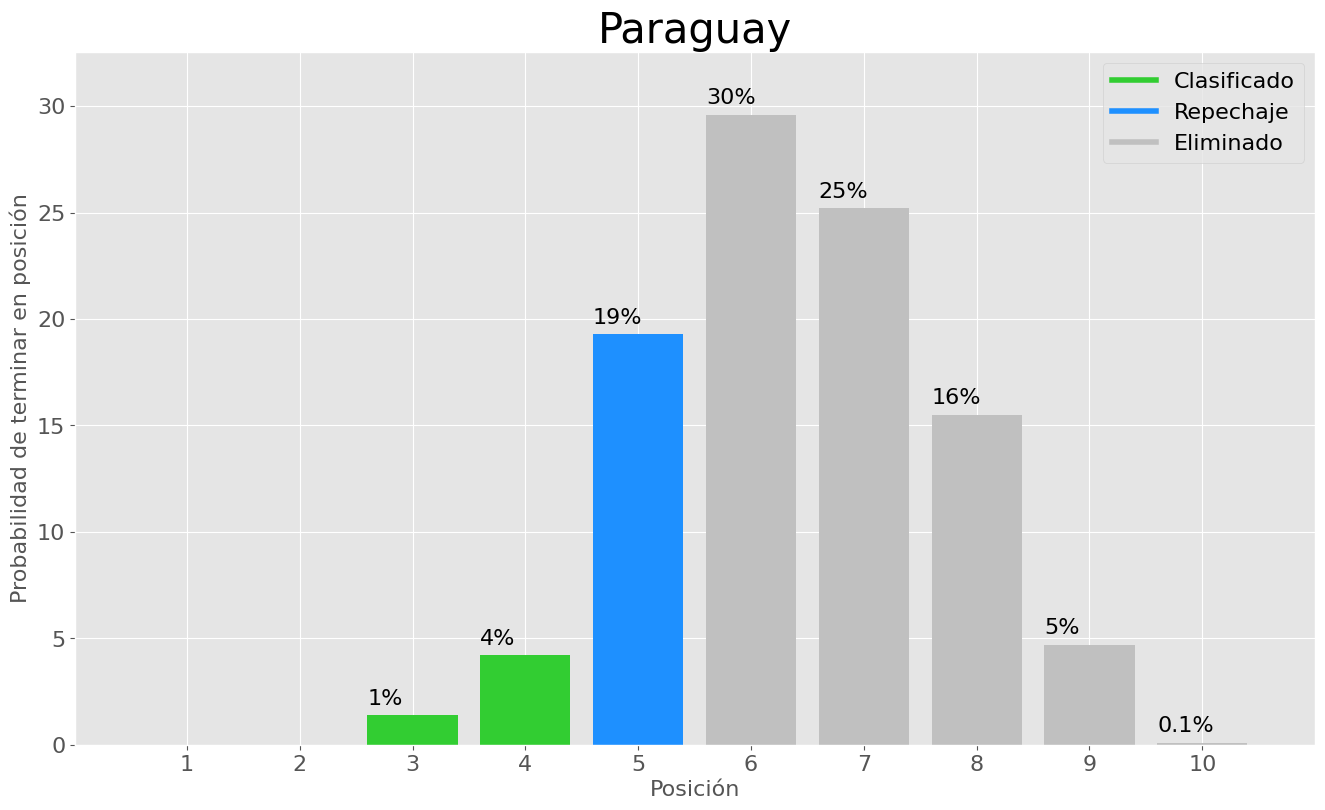 Paraguay
Clasificado
Repechaje
Eliminado
Probabilidad de terminar en posición
30
25
20
15
10
5
0
1%
4%
19%
30%
25%
16%
5%
0.1%
1 2 3 4 5 6 7 8 9 10
Posición